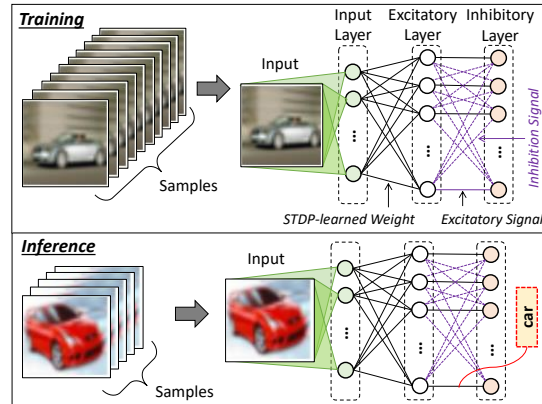 Training
Input Layer
Excitatory Layer
Inhibitory Layer
Input
...
...
...
Inhibition Signal
Samples
STDP-learned Weight
Excitatory Signal
Inference
Input
...
...
...
car
Samples